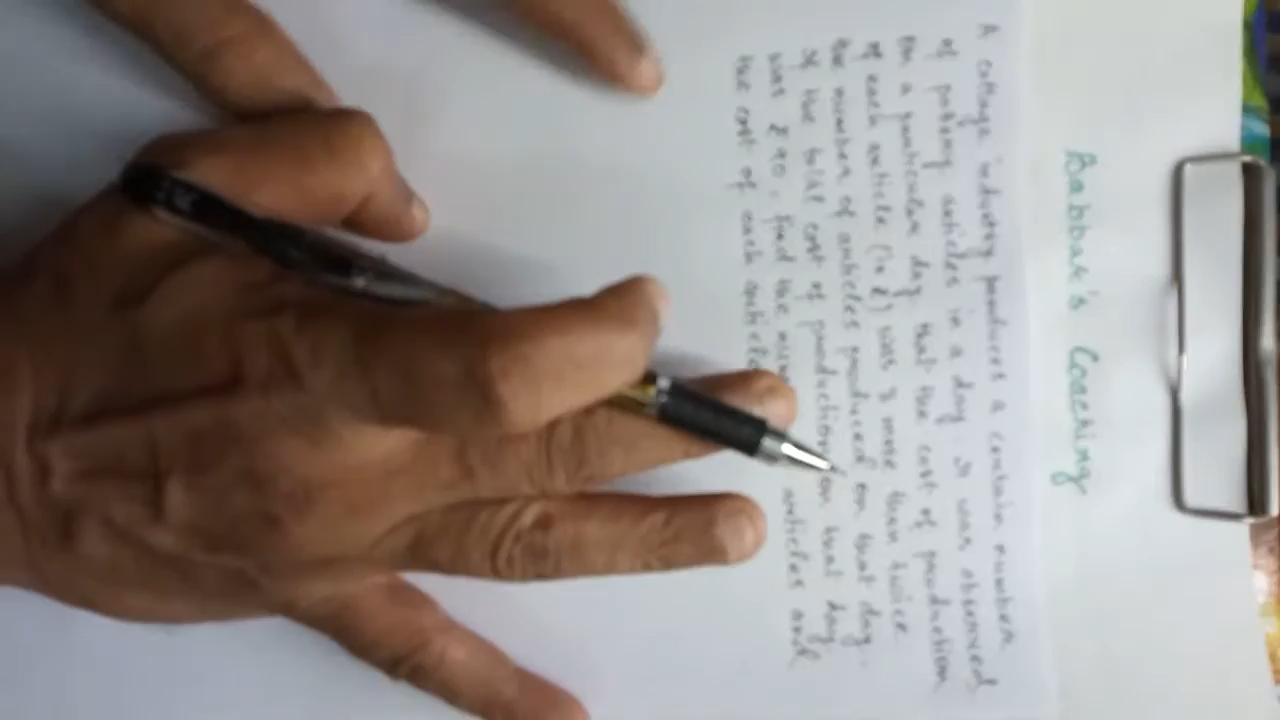 Babbar's Coaching
A cottage industry produces a certain number
of pottery articles in a day. It was observed
on a particular day that the cost of production
of each article (in ₹) was 3 more than twice
the number of articles produced on that day.
If the total cost of production on that day
was ₹ 90. Find the articles and
the cost of each article